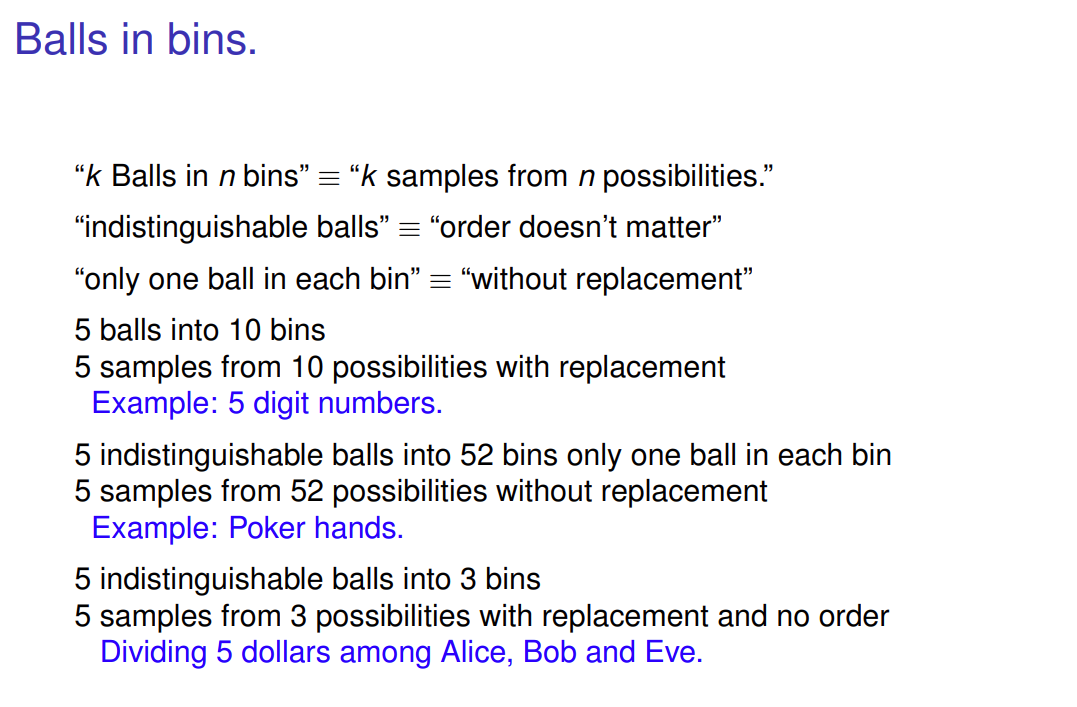 Balls in bins.
“k Balls in n bins” ≡ “k samples from n possibilities.”
“indistinguishable balls” ≡ “order doesn’t matter”
“only one ball in each bin” ≡ “without replacement”
5 balls into 10 bins
5 samples from 10 possibilities with replacement
Example: 5 digit numbers.
5 indistinguishable balls into 52 bins only one ball in each bin
5 samples from 52 possibilities without replacement
Example: Poker hands.
5 indistinguishable balls into 3 bins
5 samples from 3 possibilities with replacement and no order
Dividing 5 dollars among Alice, Bob and Eve.